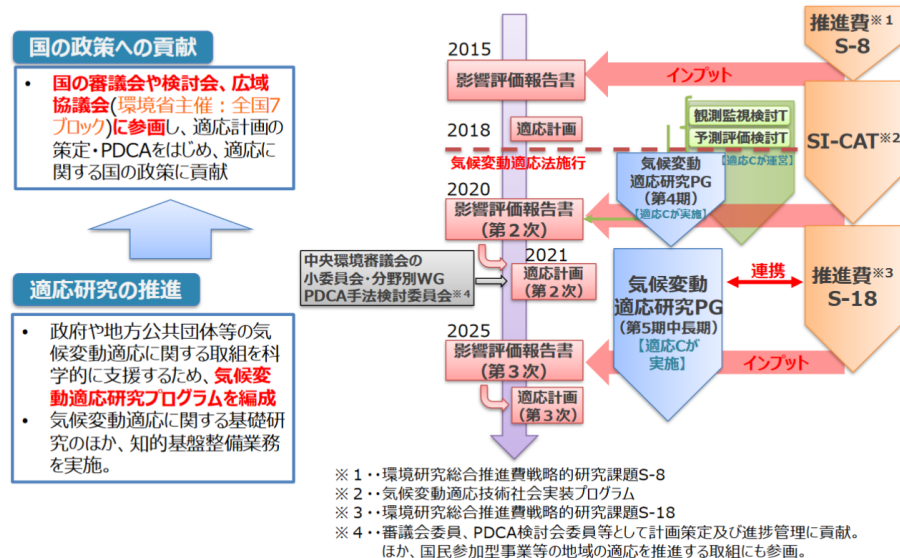 国の政策への貢献
• 国の審議会や検討会、広域
協議会(環境省主催：全国7
ブロック)に参画し、適応計画の
策定・PDCAをはじめ、適応に
関する国の政策に貢献
適応研究の推進
• 政府や地方公共団体等の気
候変動適応に関する取組を科
学的に支援するため、気候変
動適応研究プログラムを編成
• 気候変動適応に関する基礎研
究のほか、知的基盤整備業務
を実施。
2015
影響評価報告書
インプット
推進費※1
S-8
2018
適応計画
観測監視検討T
予測評価検討T
【適応Cが運営】
SI-CAT※2
気候変動適応法施行
気候変動
適応研究PG
(第4期)
【適応Cが実施】
2020
影響評価報告書
(第２次)
中央環境審議会の
小委員会・分野別WG
PDCA手法検討委員会※4
2021
適応計画
(第２次)
気候変動
適応研究PG
(第5期中長期)
【適応Cが
実施】
連携
推進費※3
S-18
2025
影響評価報告書
(第３次)
インプット
適応計画
(第３次)
※１・・環境研究総合推進費戦略的研究課題S-8
※２・・気候変動適応技術社会実装プログラム
※３・・環境研究総合推進費戦略的研究課題S-18
※４・・審議会委員、PDCA検討会委員等として計画策定及び進捗管理に貢献。
ほか、国民参加型事業等の地域の適応を推進する取組にも参画。